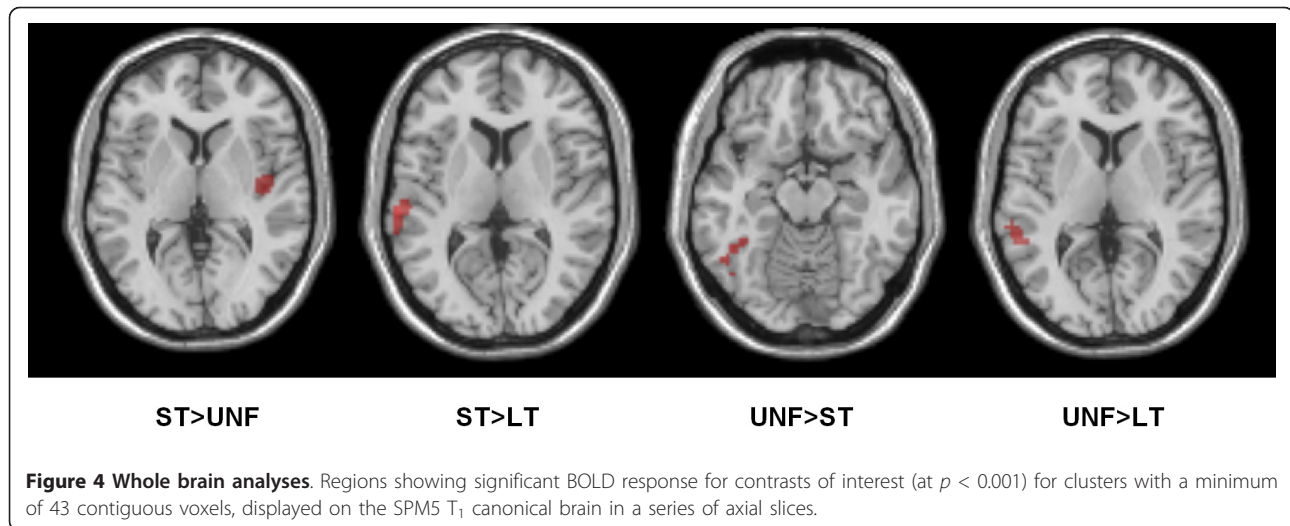 ST>UNF ST>LT UNF>ST UNF>LT
Figure 4 Whole brain analyses. Regions showing significant BOLD response for contrasts of interest (at p < 0.001) for clusters with a minimum
of 43 contiguous voxels, displayed on the SPM5 T1 canonical brain in a series of axial slices.